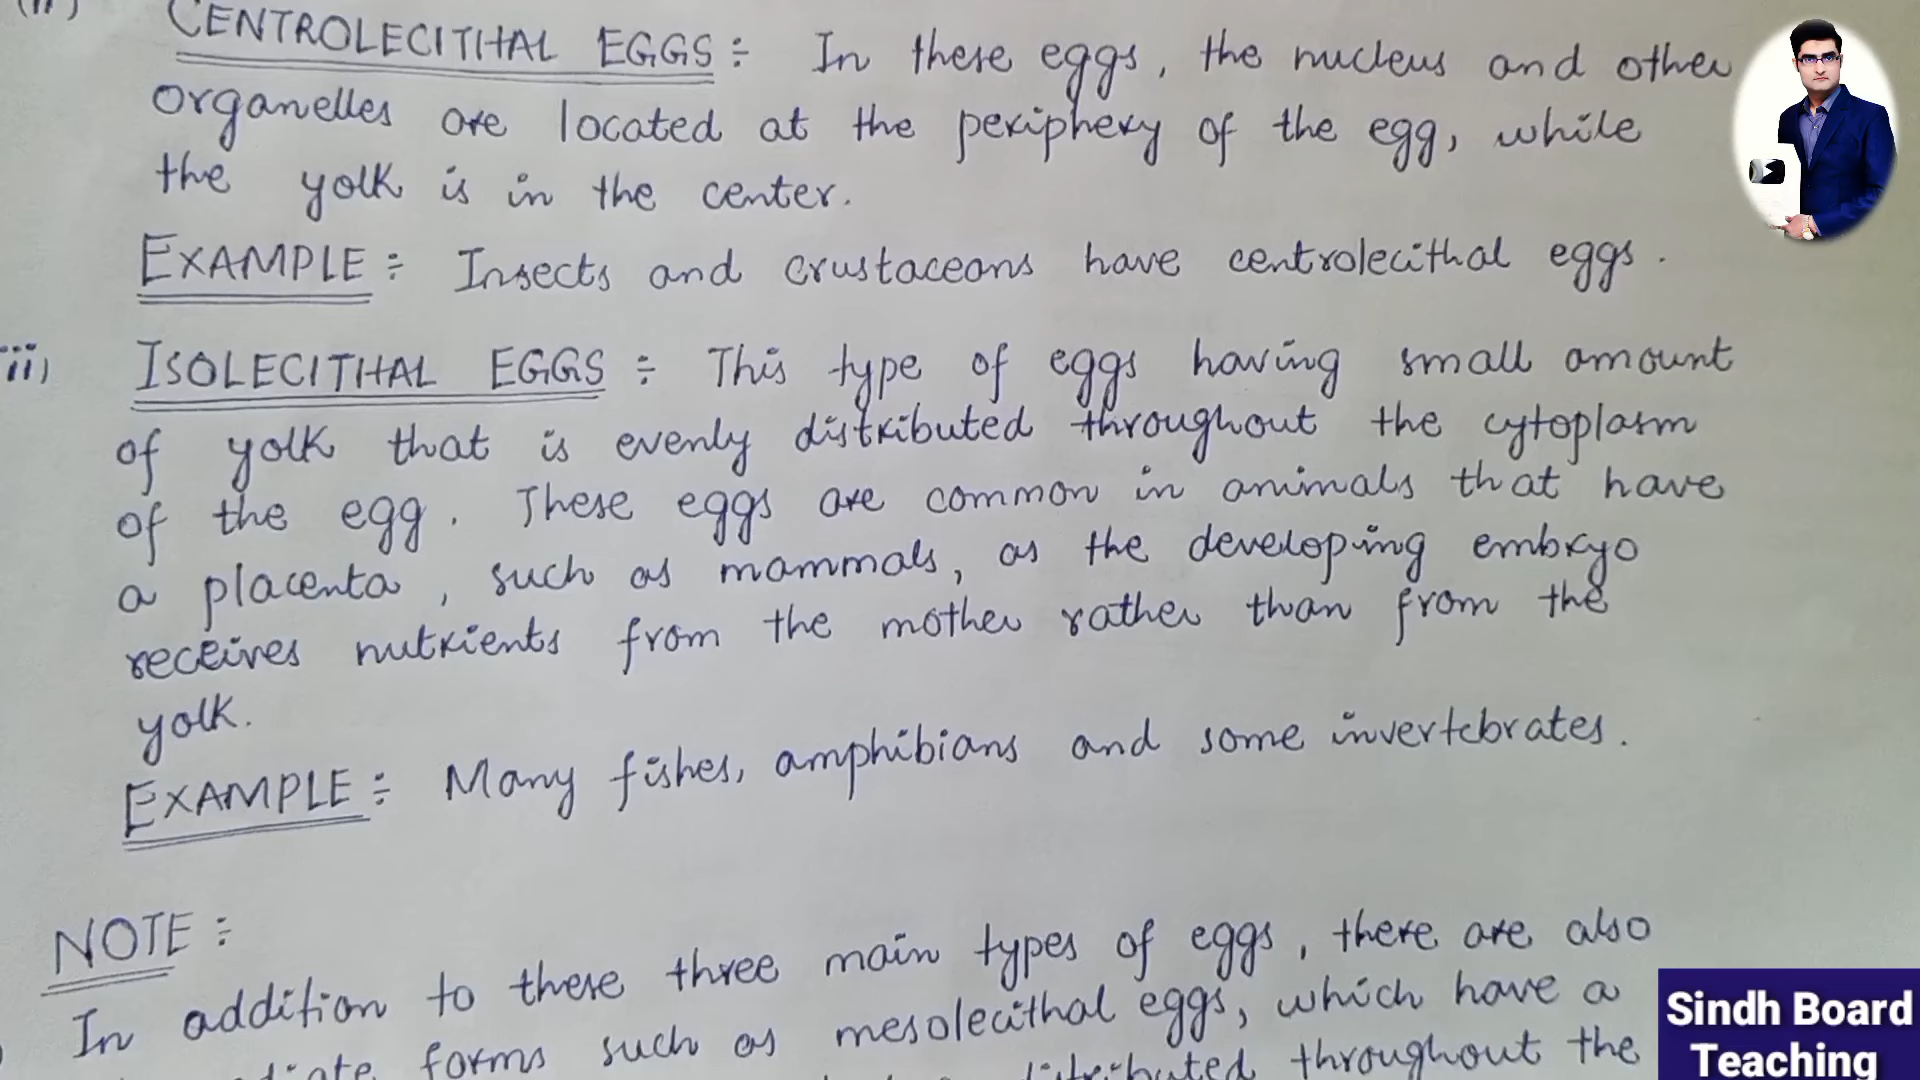 (ii)
CENTROLECITHAL EGGS ÷ In these eggs, the nucleus and other
organelles are located at the periphery of the egg, while
the yolk is in the center.
EXAMPLE ÷ Insects and crustaceans have centrolecithal eggs.
iii) ISOLECITHAL EGGS ÷ This type of eggs having small amount
of yolk that is evenly distributed throughout the cytoplasm
of the egg. These eggs are common in animals that have
a placenta, such as mammals, as the developing embryo
receives nutrients from the mother rather than from the
yolk.
EXAMPLE ÷ Many fishes, amphibians and some invertebrates.
NOTE ÷
In addition to these three main types of eggs, there are also
forms such as mesolecithal eggs, which have a
distributed throughout the
Sindh Board
Teaching